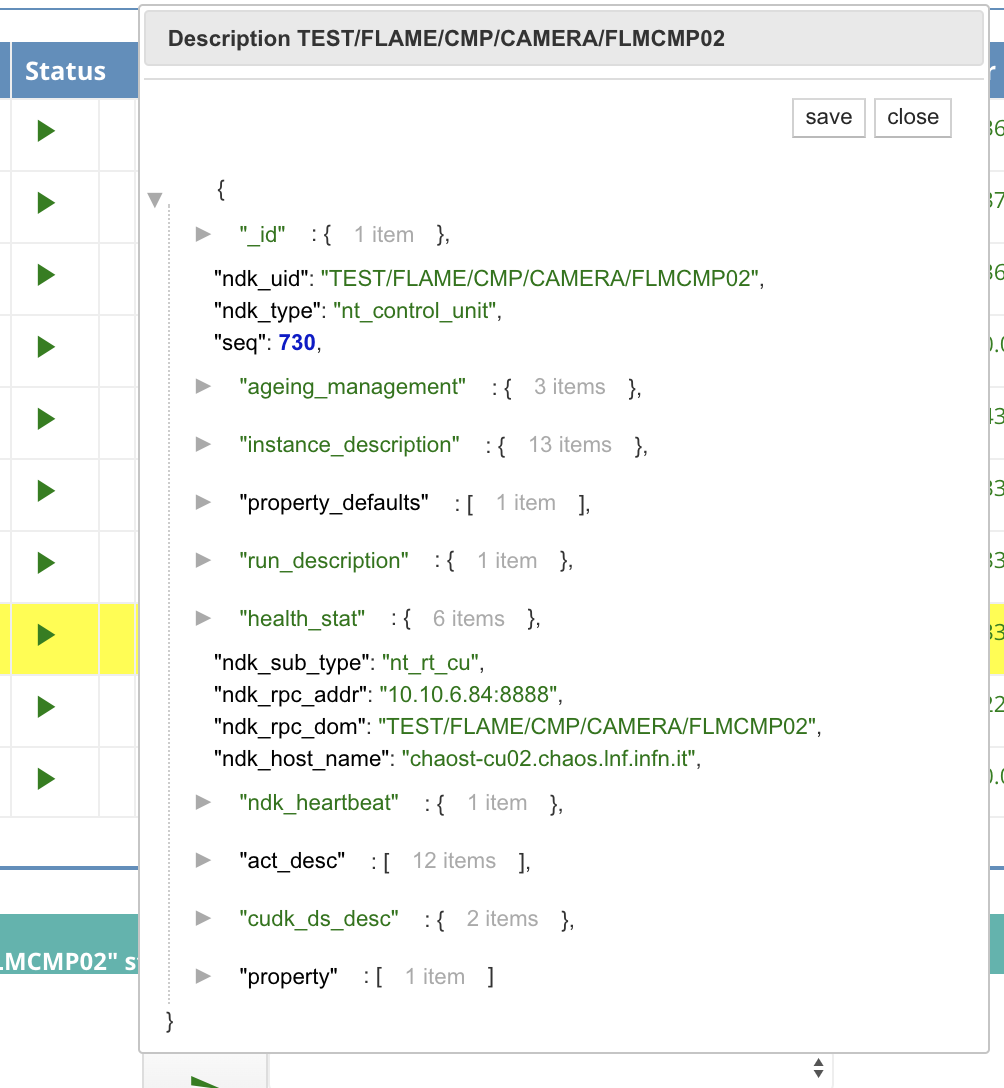 Description TEST/FLAME/CMP/CAMERA/FLMCMP02
Status
save close
{
"_id" : { 1 item },
"ndk_uid": "TEST/FLAME/CMP/CAMERA/FLMCMP02",
"ndk_type": "nt_control_unit",
"seq": 730,
"ageing_management" : { 3 items },
"instance_description" : { 13 items },
"property_defaults" : [ 1 item ],
"run_description" : { 1 item },
"health_stat" : { 6 items },
"ndk_sub_type": "nt_rt_cu",
"ndk_rpc_addr": "10.10.6.84:8888",
"ndk_rpc_dom": "TEST/FLAME/CMP/CAMERA/FLMCMP02",
"ndk_host_name": "chaost-cu02.chaos.lnf.infn.it",
"ndk_heartbeat" : { 1 item },
"act_desc" : [ 12 items ],
"cudk_ds_desc" : { 2 items },
"property" : [ 1 item ]
}
LMCMP02" s